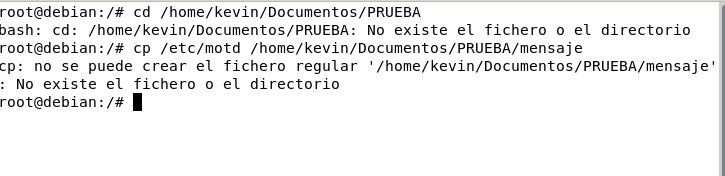 root@debian:/# cd /home/kevin/Documentos/PRUEBA
bash: cd: /home/kevin/Documentos/PRUEBA: No existe el fichero o el directorio
root@debian:/# cp /etc/motd /home/kevin/Documentos/PRUEBA/mensaje
cp: no se puede crear el fichero regular '/home/kevin/Documentos/PRUEBA/mensaje'
: No existe el fichero o el directorio
root@debian:/#